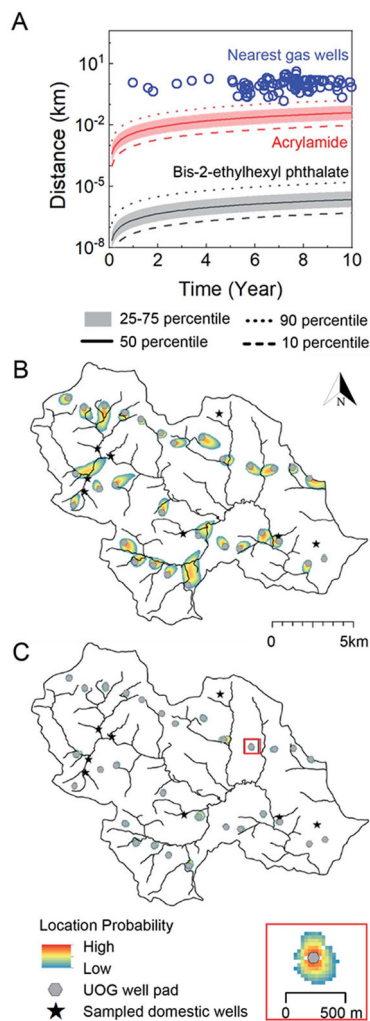 A
Nearest gas wells
Acrylamide
Bis-2-ethylhexyl phthalate
Distance (km)
10^1
10^-2
10^-5
10^-8
0 2 4 6 8 10
Time (Year)
25-75 percentile
90 percentile
50 percentile
10 percentile
B
N
0 5km
C
Location Probability
High
Low
UOG well pad
Sampled domestic wells
0 500 m